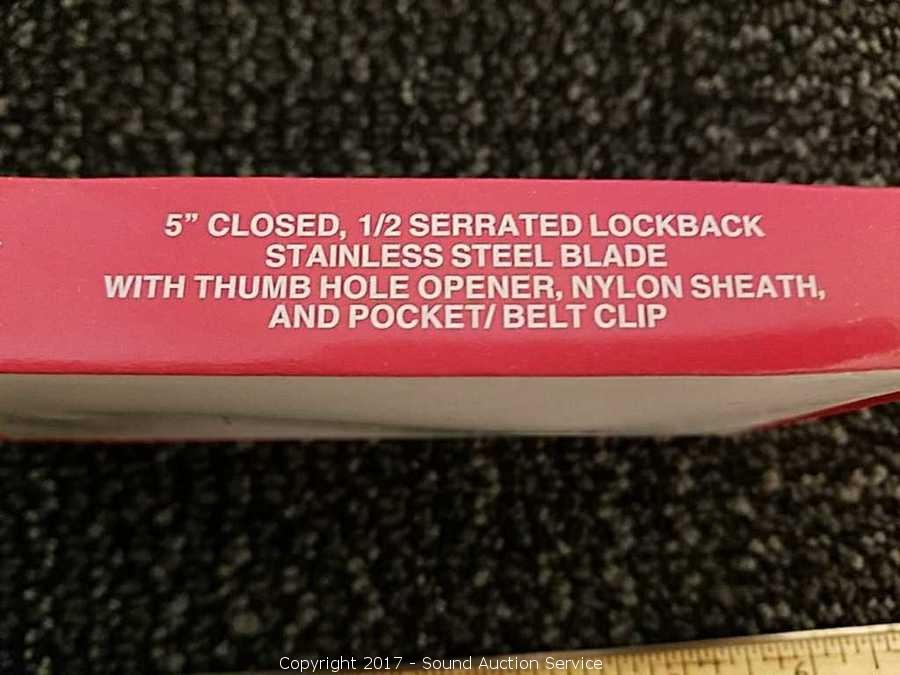 5” CLOSED, 1/2 SERRATED LOCKBACK
STAINLESS STEEL BLADE
WITH THUMB HOLE OPENER, NYLON SHEATH,
AND POCKET/ BELT CLIP
Copyright 2017 - Sound Auction Service